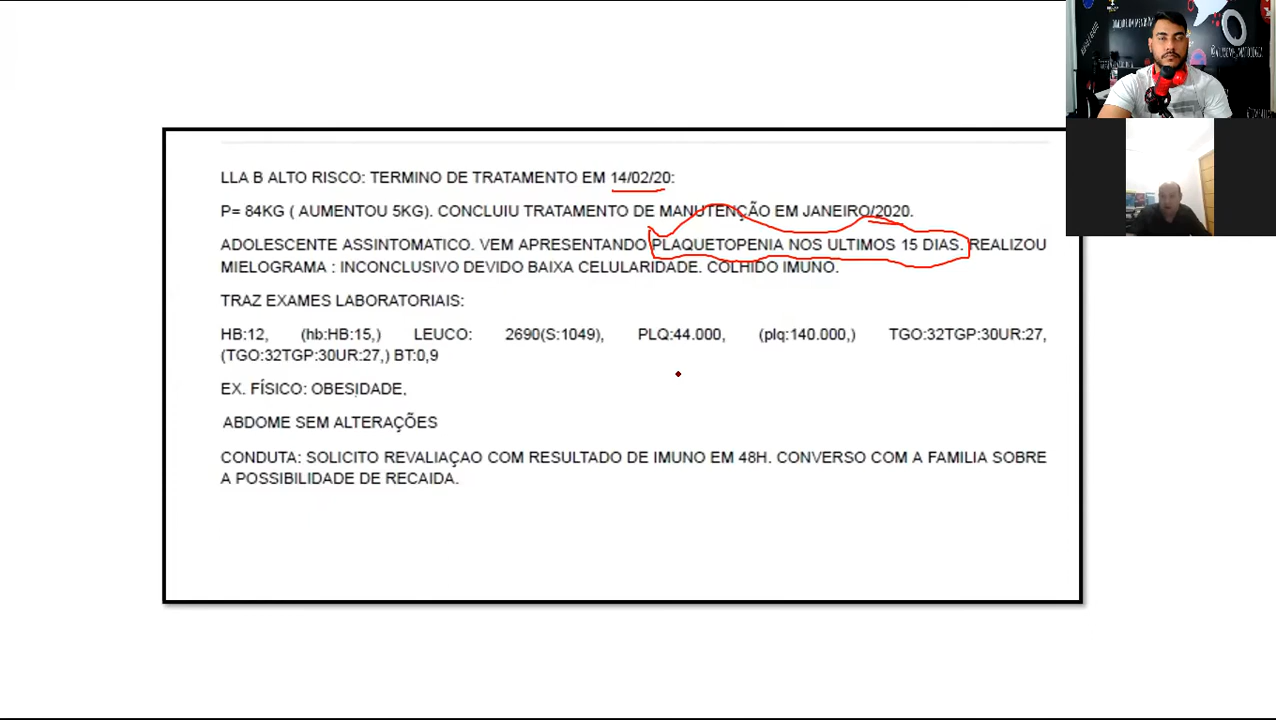 LLA B ALTO RISCO: TERMINO DE TRATAMENTO EM 14/02/20:
P= 84KG ( AUMENTOU 5KG). CONCLUIU TRATAMENTO DE MANUTENÇÃO EM JANEIRO/2020.
ADOLESCENTE ASSINTOMATICO. VEM APRESENTANDO PLAQUETOPENIA NOS ULTIMOS 15 DIAS. REALIZOU
MIELOGRAMA : INCONCLUSIVO DEVIDO BAIXA CELULARIDADE. COLHIDO IMUNO.
TRAZ EXAMES LABORATORIAIS:
HB:12, (hb:HB:15,) LEUCO: 2690(S:1049), PLQ:44.000, (plq:140.000,) TGO:32TGP:30UR:27,
(TGO:32TGP:30UR:27,) BT:0,9
EX. FÍSICO: OBESIDADE,
ABDOME SEM ALTERAÇÕES
CONDUTA: SOLICITO REVALIAÇAO COM RESULTADO DE IMUNO EM 48H. CONVERSO COM A FAMILIA SOBRE
A POSSIBILIDADE DE RECAIDA.